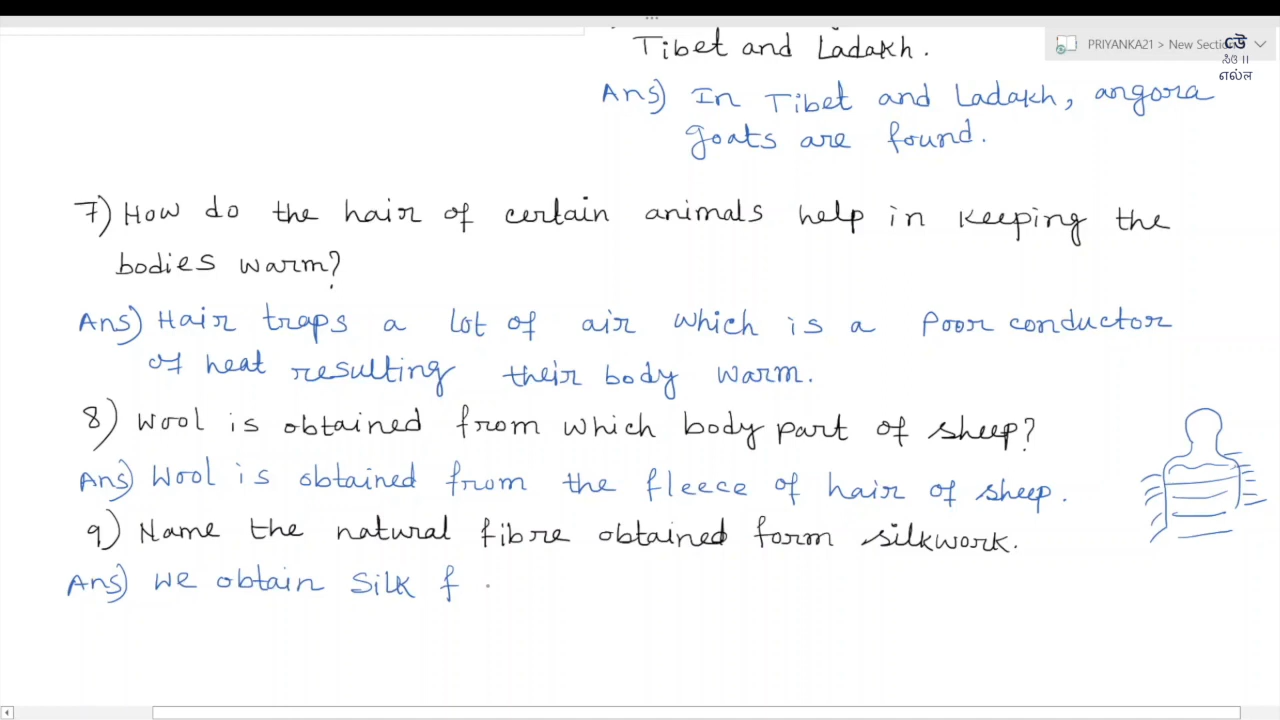 Tibet and Ladakh.
PRIYANKA21 > New Section
Ans) In Tibet and Ladakh, angora
goats are found.
7) How do the hair of certain animals help in keeping the
bodies warm?
Ans) Hair traps a lot of air which is a poor conductor
of heat resulting their body warm.
8) Wool is obtained from which body part of sheep?
Ans) Wool is obtained from the fleece of hair of sheep.
9) Name the natural fibre obtained form silkwork.
Ans) We obtain Silk f